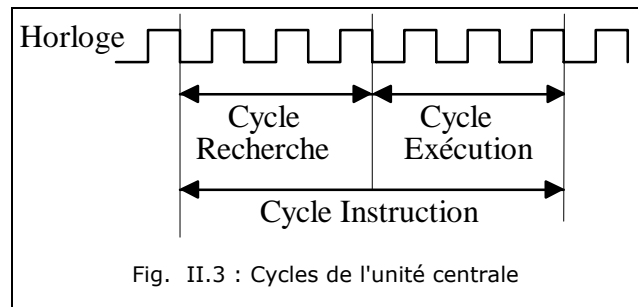 Horloge
Cycle Recherche
Cycle Exécution
Cycle Instruction
Fig. II.3 : Cycles de l'unité centrale